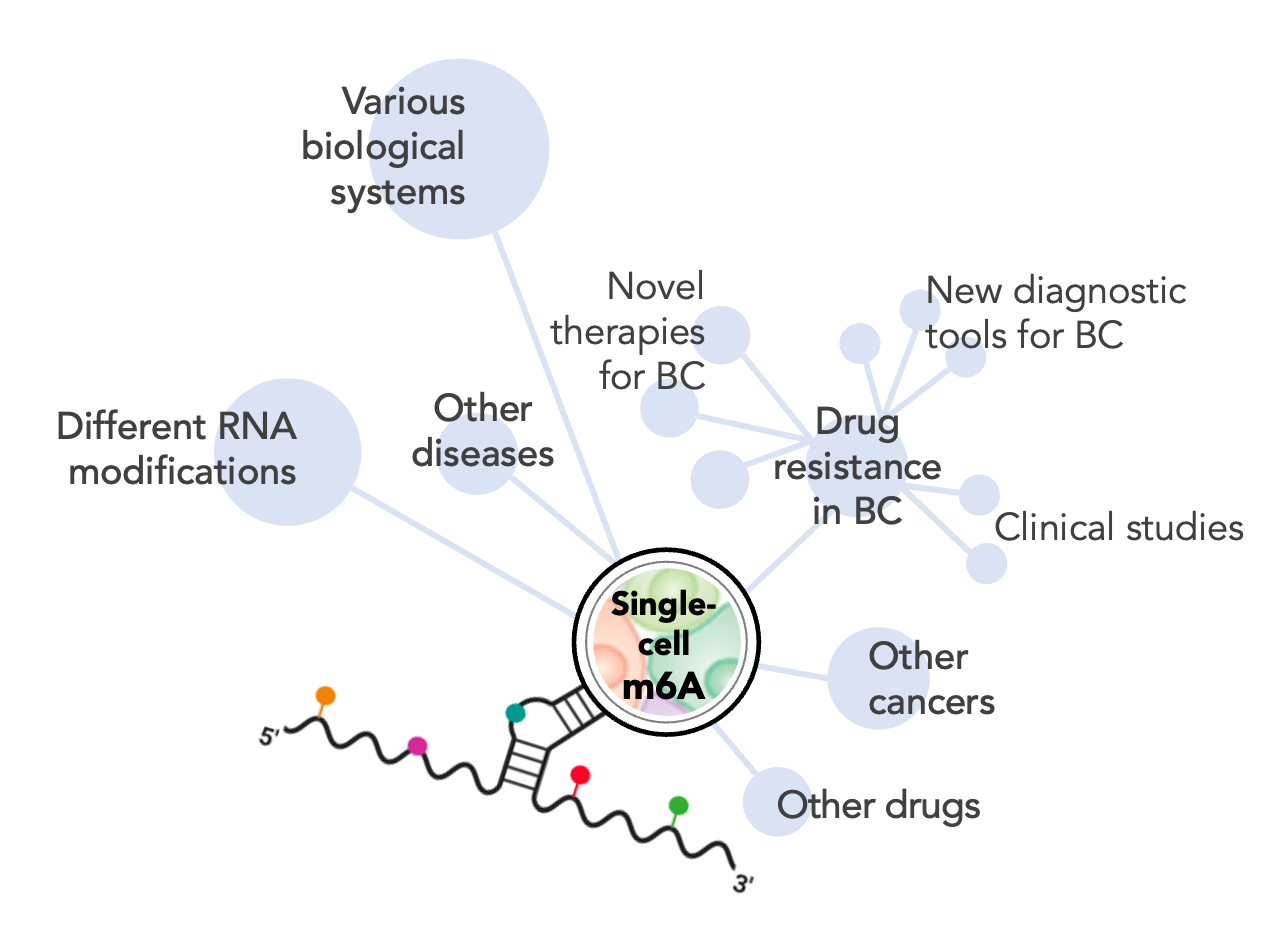 Various
biological
systems
Novel
therapies
for BC
New diagnostic
tools for BC
Different RNA
modifications
Other
diseases
Drug
resistance
in BC
Clinical studies
Single-
cell
m6A
Other
cancers
Other drugs
5’
3’